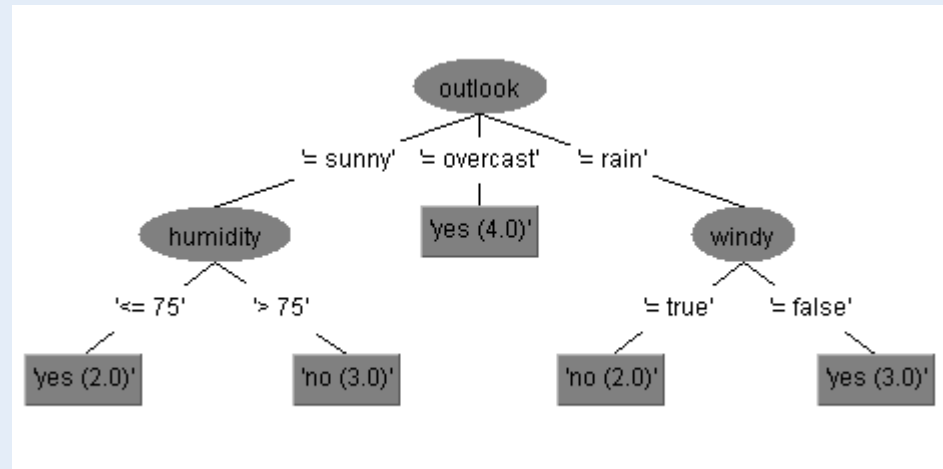 outlook
'= sunny' '= overcast' '= rain'
humidity 'yes (4.0)' windy
'<= 75' '> 75' '= true' '= false'
'yes (2.0)' 'no (3.0)' 'no (2.0)' 'yes (3.0)'